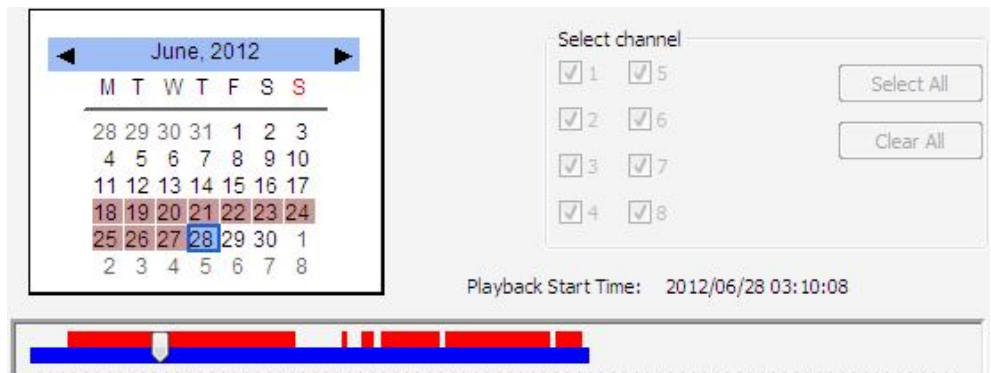 June, 2012
M T W T F S S
28 29 30 31 1 2 3
4 5 6 7 8 9 10
11 12 13 14 15 16 17
18 19 20 21 22 23 24
25 26 27 28 29 30 1
2 3 4 5 6 7 8
Select channel
1 5
2 6
3 7
4 8
Select All
Clear All
Playback Start Time: 2012/06/28 03:10:08